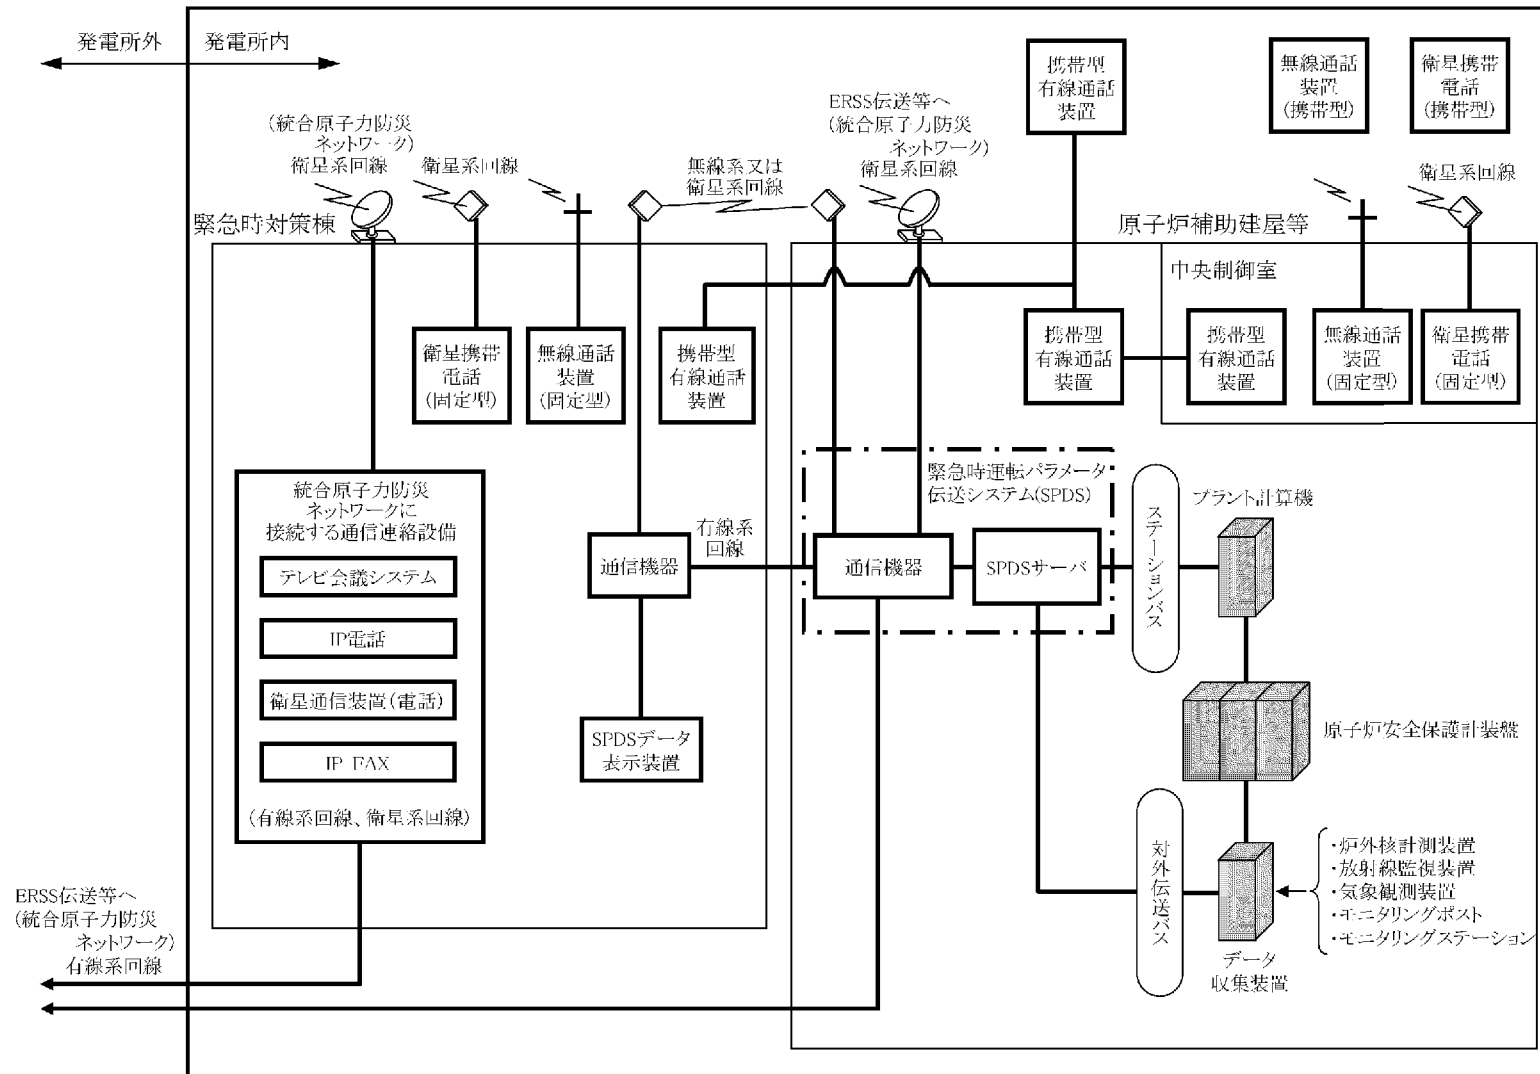 発電所外
発電所内
(統合原子力防災
ネットワーク)
衛星系回線
衛星系回線
無線系又は
衛星系回線
ERSS伝送等へ
(統合原子力防災
ネットワーク)
衛星系回線
携帯型
有線通話
装置
無線通話
装置
(携帯型)
衛星携帯
電話
(携帯型)
衛星系回線
緊急時対策棟
原子炉補助建屋等
中央制御室
衛星携帯
電話
(固定型)
無線通話
装置
(固定型)
携帯型
有線通話
装置
携帯型
有線通話
装置
携帯型
有線通話
装置
無線通話
装置
(固定型)
衛星携帯
電話
(固定型)
統合原子力防災
ネットワークに
接続する通信連絡設備
テレビ会議システム
IP電話
衛星通信装置(電話)
IP-FAX
(有線系回線、衛星系回線)
通信機器
有線系
回線
SPDSデータ
表示装置
緊急時運転パラメータ
伝送システム(SPDS)
通信機器
SPDSサーバ
ステーションバス
プラント計算機
原子炉安全保護計装盤
対外伝送バス
データ
収集装置
・炉外核計測装置
・放射線監視装置
・気象観測装置
・モニタリングポスト
・モニタリングステーション
ERSS伝送等へ
(統合原子力防災
ネットワーク)
有線系回線